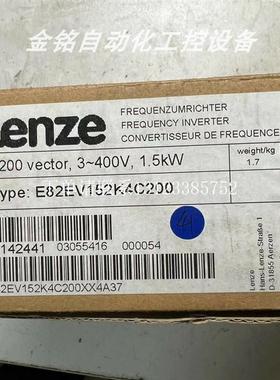 金铭自动化工控设备
Lenze
FREQUENZUMRICHTER
FREQUENCY INVERTER
CONVERTISSEUR DE FREQUENCE
200 vector, 3~400V, 1.5kW
weight/kg
1.7
ype: E82EV152K4C200
142441 03055416 000054
2EV152K4C200XX4A37
Lenze
Hans-Lenze-Straße 1
D-31855 Aerzen